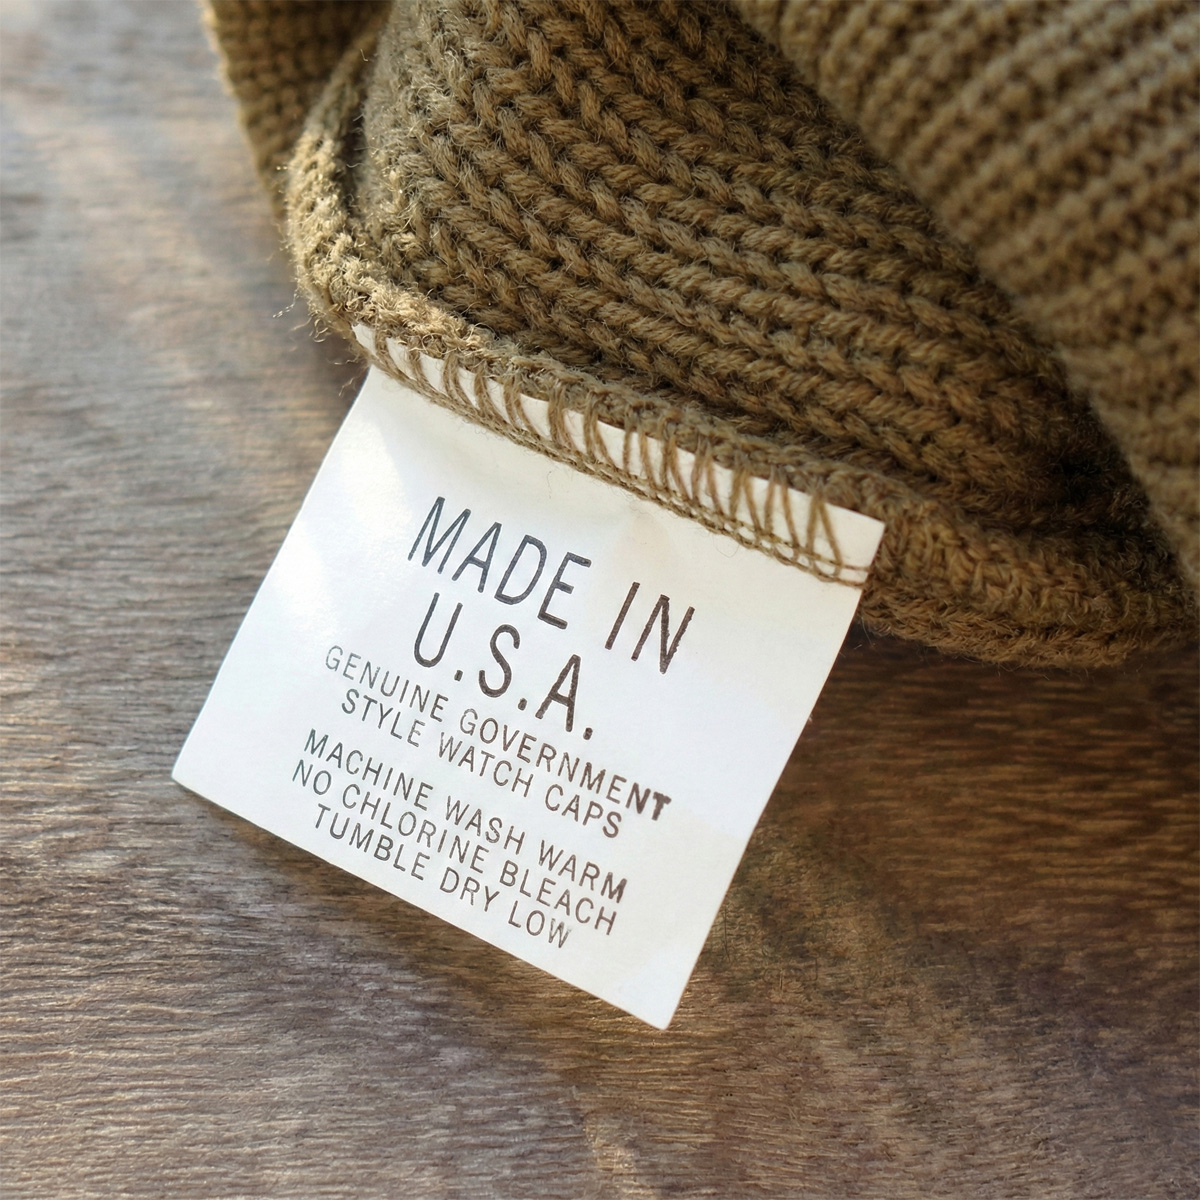 MADE IN
U.S.A.
GENUINE GOVERNMENT
STYLE WATCH CAPS
MACHINE WASH WARM
NO CHLORINE BLEACH
TUMBLE DRY LOW